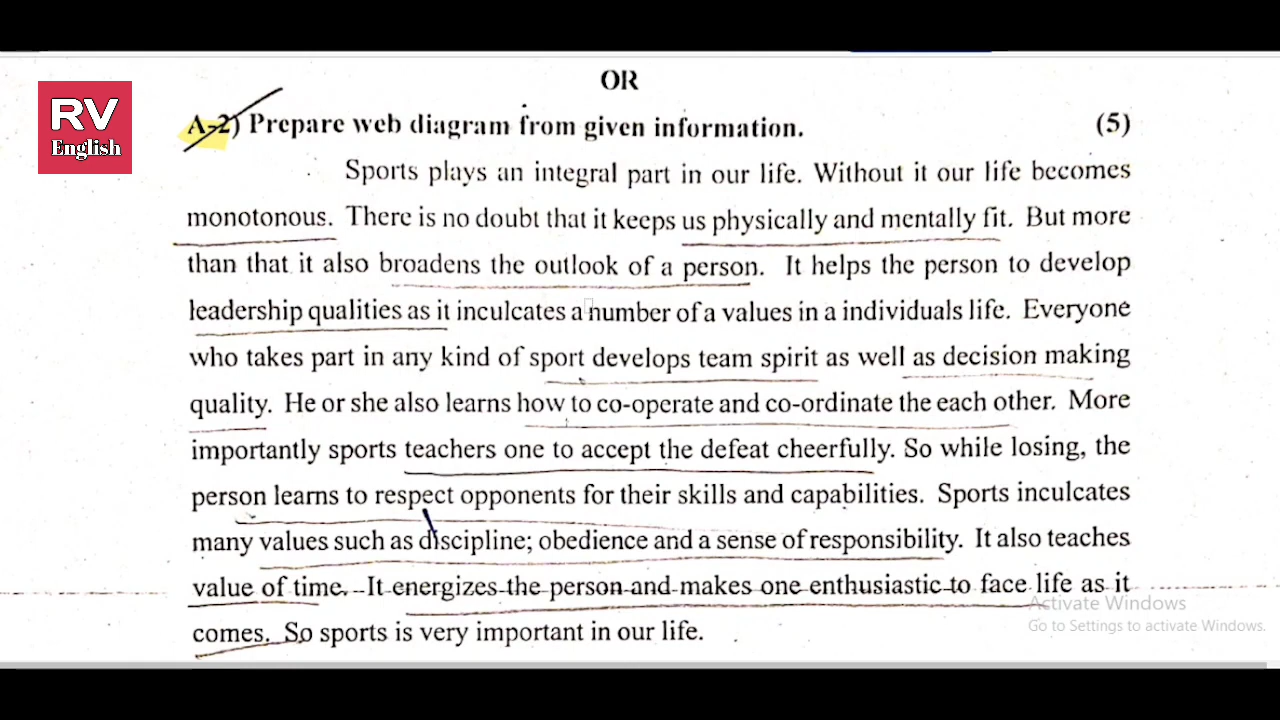 OR
RV
English
A-2) Prepare web diagram from given information. (5)
Sports plays an integral part in our life. Without it our life becomes
monotonous. There is no doubt that it keeps us physically and mentally fit. But more
than that it also broadens the outlook of a person. It helps the person to develop
leadership qualities as it inculcates a number of a values in a individuals life. Everyone
who takes part in any kind of sport develops team spirit as well as decision making
quality. He or she also learns how to co-operate and co-ordinate the each other. More
importantly sports teachers one to accept the defeat cheerfully. So while losing, the
person learns to respect opponents for their skills and capabilities. Sports inculcates
many values such as discipline; obedience and a sense of responsibility. It also teaches
value of time. It energizes the person and makes one enthusiastic to face life as it
comes. So sports is very important in our life.
Activate Windows
Go to Settings to activate Windows.